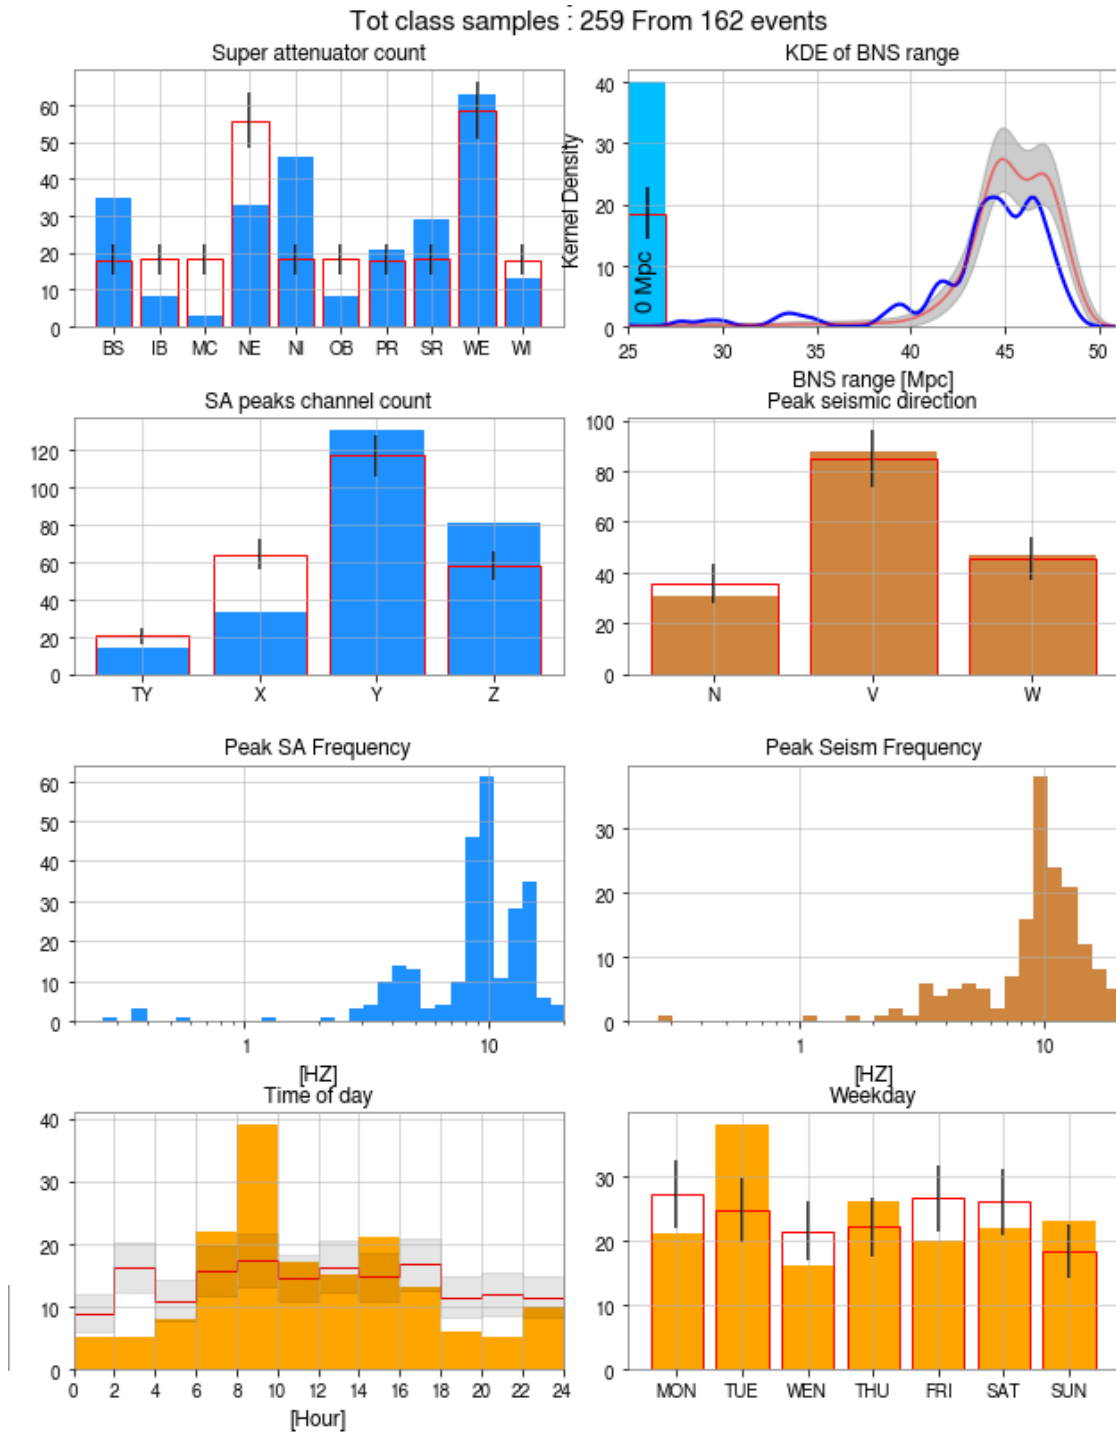 Tot class samples : 259 From 162 events
Super attenuator count
60
50
40
30
20
10
0
BS IB MC NE NI OB PR SR WE WI
KDE of BNS range
Kernel Density
40
30
20
10
0
0 Mpc
25 30 35 40 45 50
BNS range [Mpc]
SA peaks channel count
120
100
80
60
40
20
0
TY X Y Z
Peak seismic direction
100
80
60
40
20
0
N V W
Peak SA Frequency
60
50
40
30
20
10
0
1 10
[HZ]
Peak Seism Frequency
30
20
10
0
1 10
[HZ]
Time of day
40
30
20
10
0
0 2 4 6 8 10 12 14 16 18 20 22 24
[Hour]
Weekday
30
20
10
0
MON TUE WEN THU FRI SAT SUN